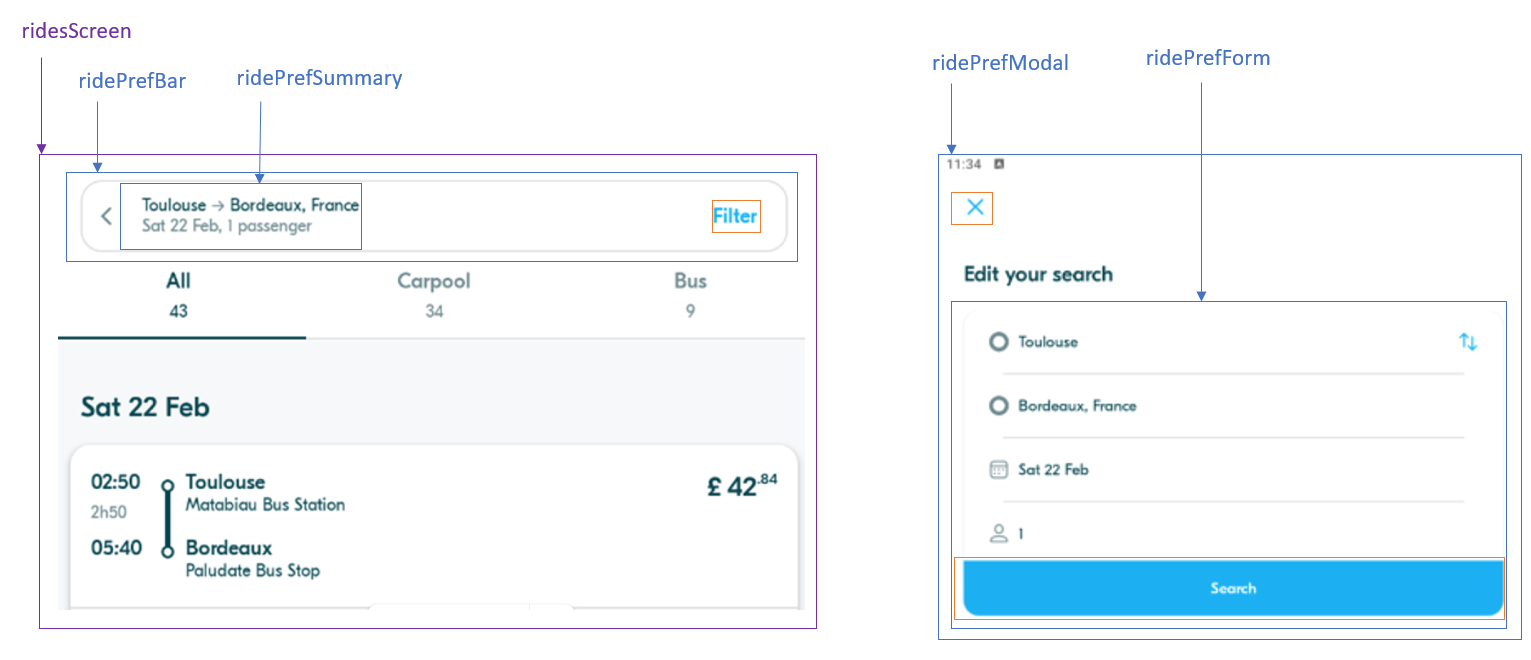 ridesScreen
ridePrefBar
ridePrefSummary
Toulouse → Bordeaux, France
Sat 22 Feb, 1 passenger
Filter
All
Carpool
Bus
43
34
9
Sat 22 Feb
02:50
Toulouse
£ 42.84
2h50
Matabiau Bus Station
05:40
Bordeaux
Paludate Bus Stop
ridePrefModal
ridePrefForm
11:34
Edit your search
Toulouse
Bordeaux, France
Sat 22 Feb
1
Search